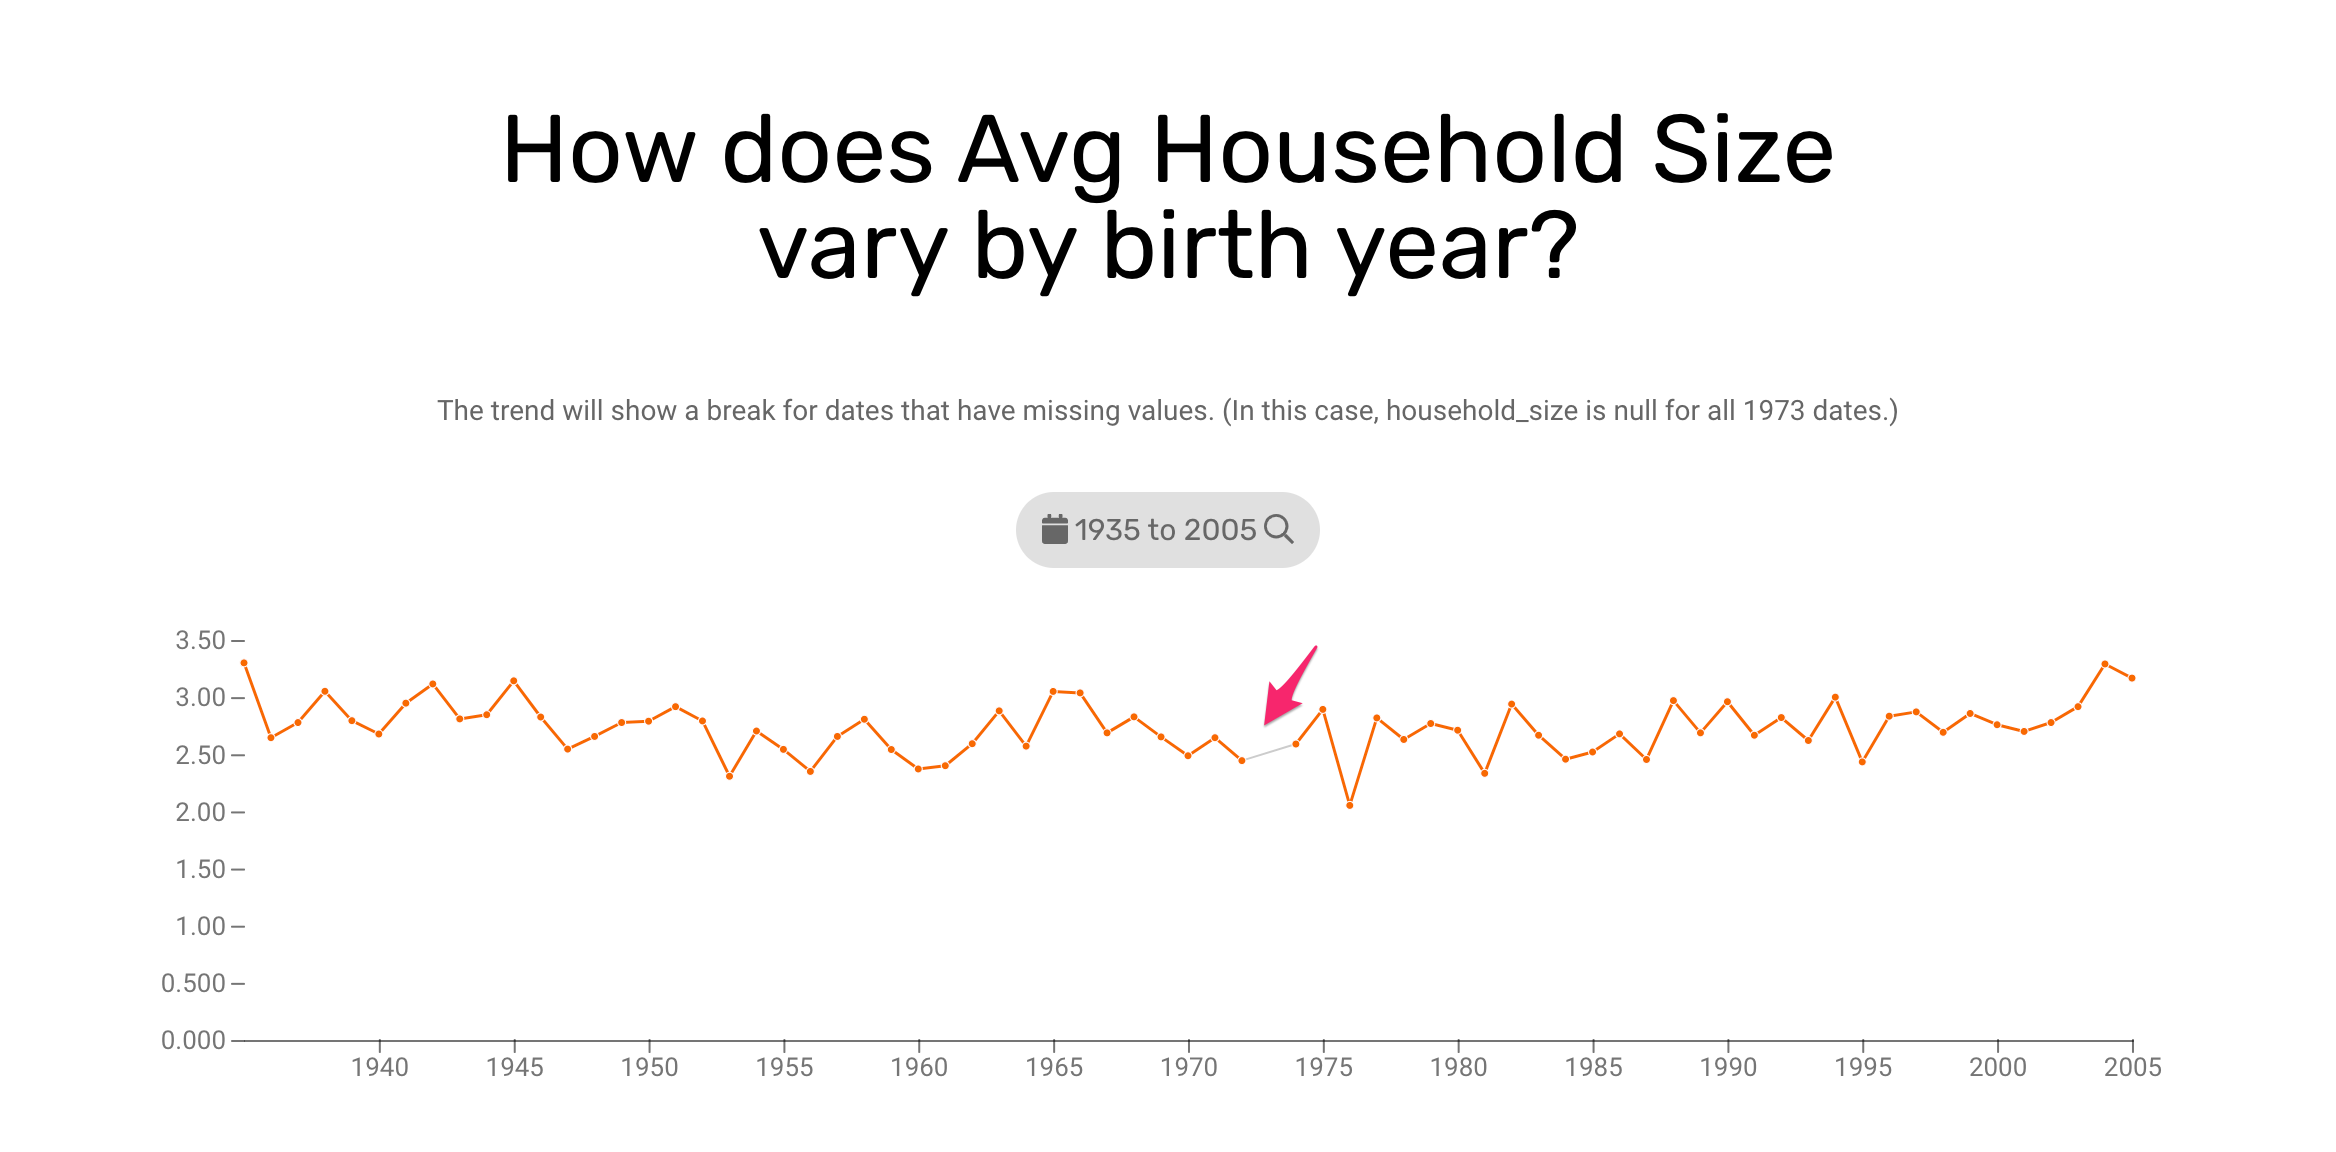 How does Avg Household Size
vary by birth year?
The trend will show a break for dates that have missing values. (In this case, household_size is null for all 1973 dates.)
1935 to 2005
3.50
3.00
2.50
2.00
1.50
1.00
0.500
0.000
1940 1945 1950 1955 1960 1965 1970 1975 1980 1985 1990 1995 2000 2005